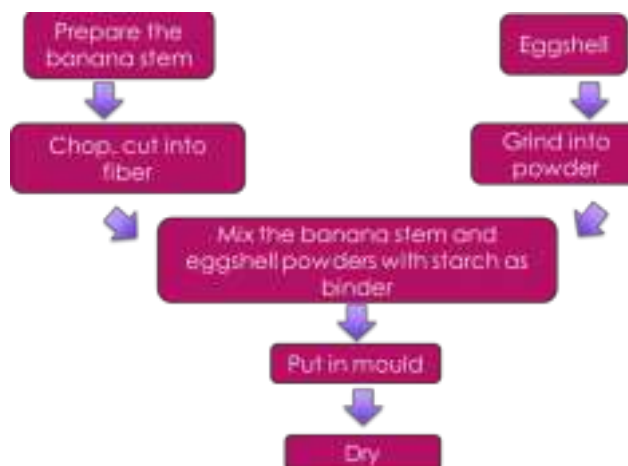 Prepare the
banana stem
Eggshell
Chop, cut into
fiber
Grind into
powder
Mix the banana stem and
eggshell powders with starch as
binder
Put in mould
Dry